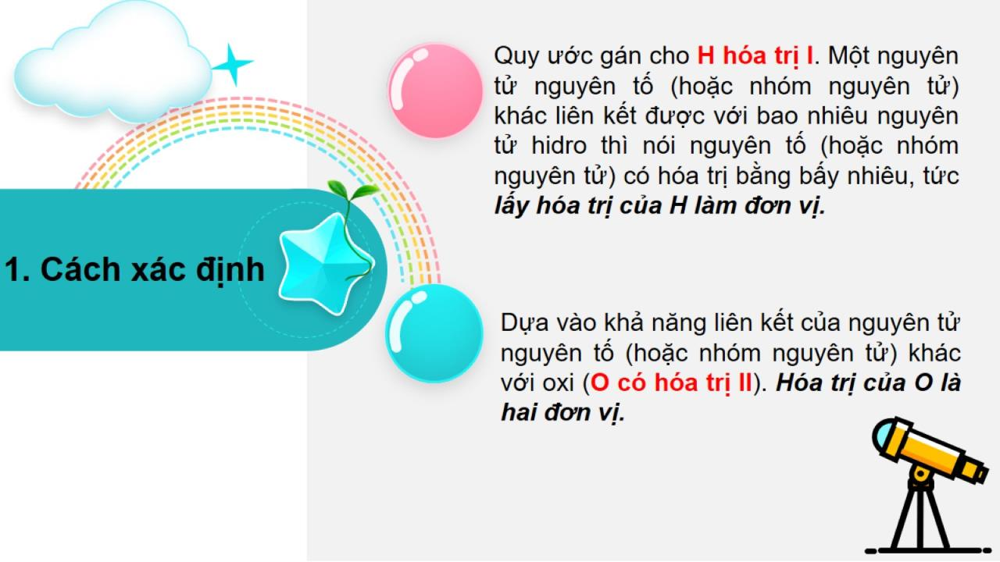 1. Cách xác định
Quy ước gán cho H hóa trị I. Một nguyên
tử nguyên tố (hoặc nhóm nguyên tử)
khác liên kết được với bao nhiêu nguyên
tử hidro thì nói nguyên tố (hoặc nhóm
nguyên tử) có hóa trị bằng bấy nhiêu, tức
lấy hóa trị của H làm đơn vị.
Dựa vào khả năng liên kết của nguyên tử
nguyên tố (hoặc nhóm nguyên tử) khác
với oxi (O có hóa trị II). Hóa trị của O là
hai đơn vị.